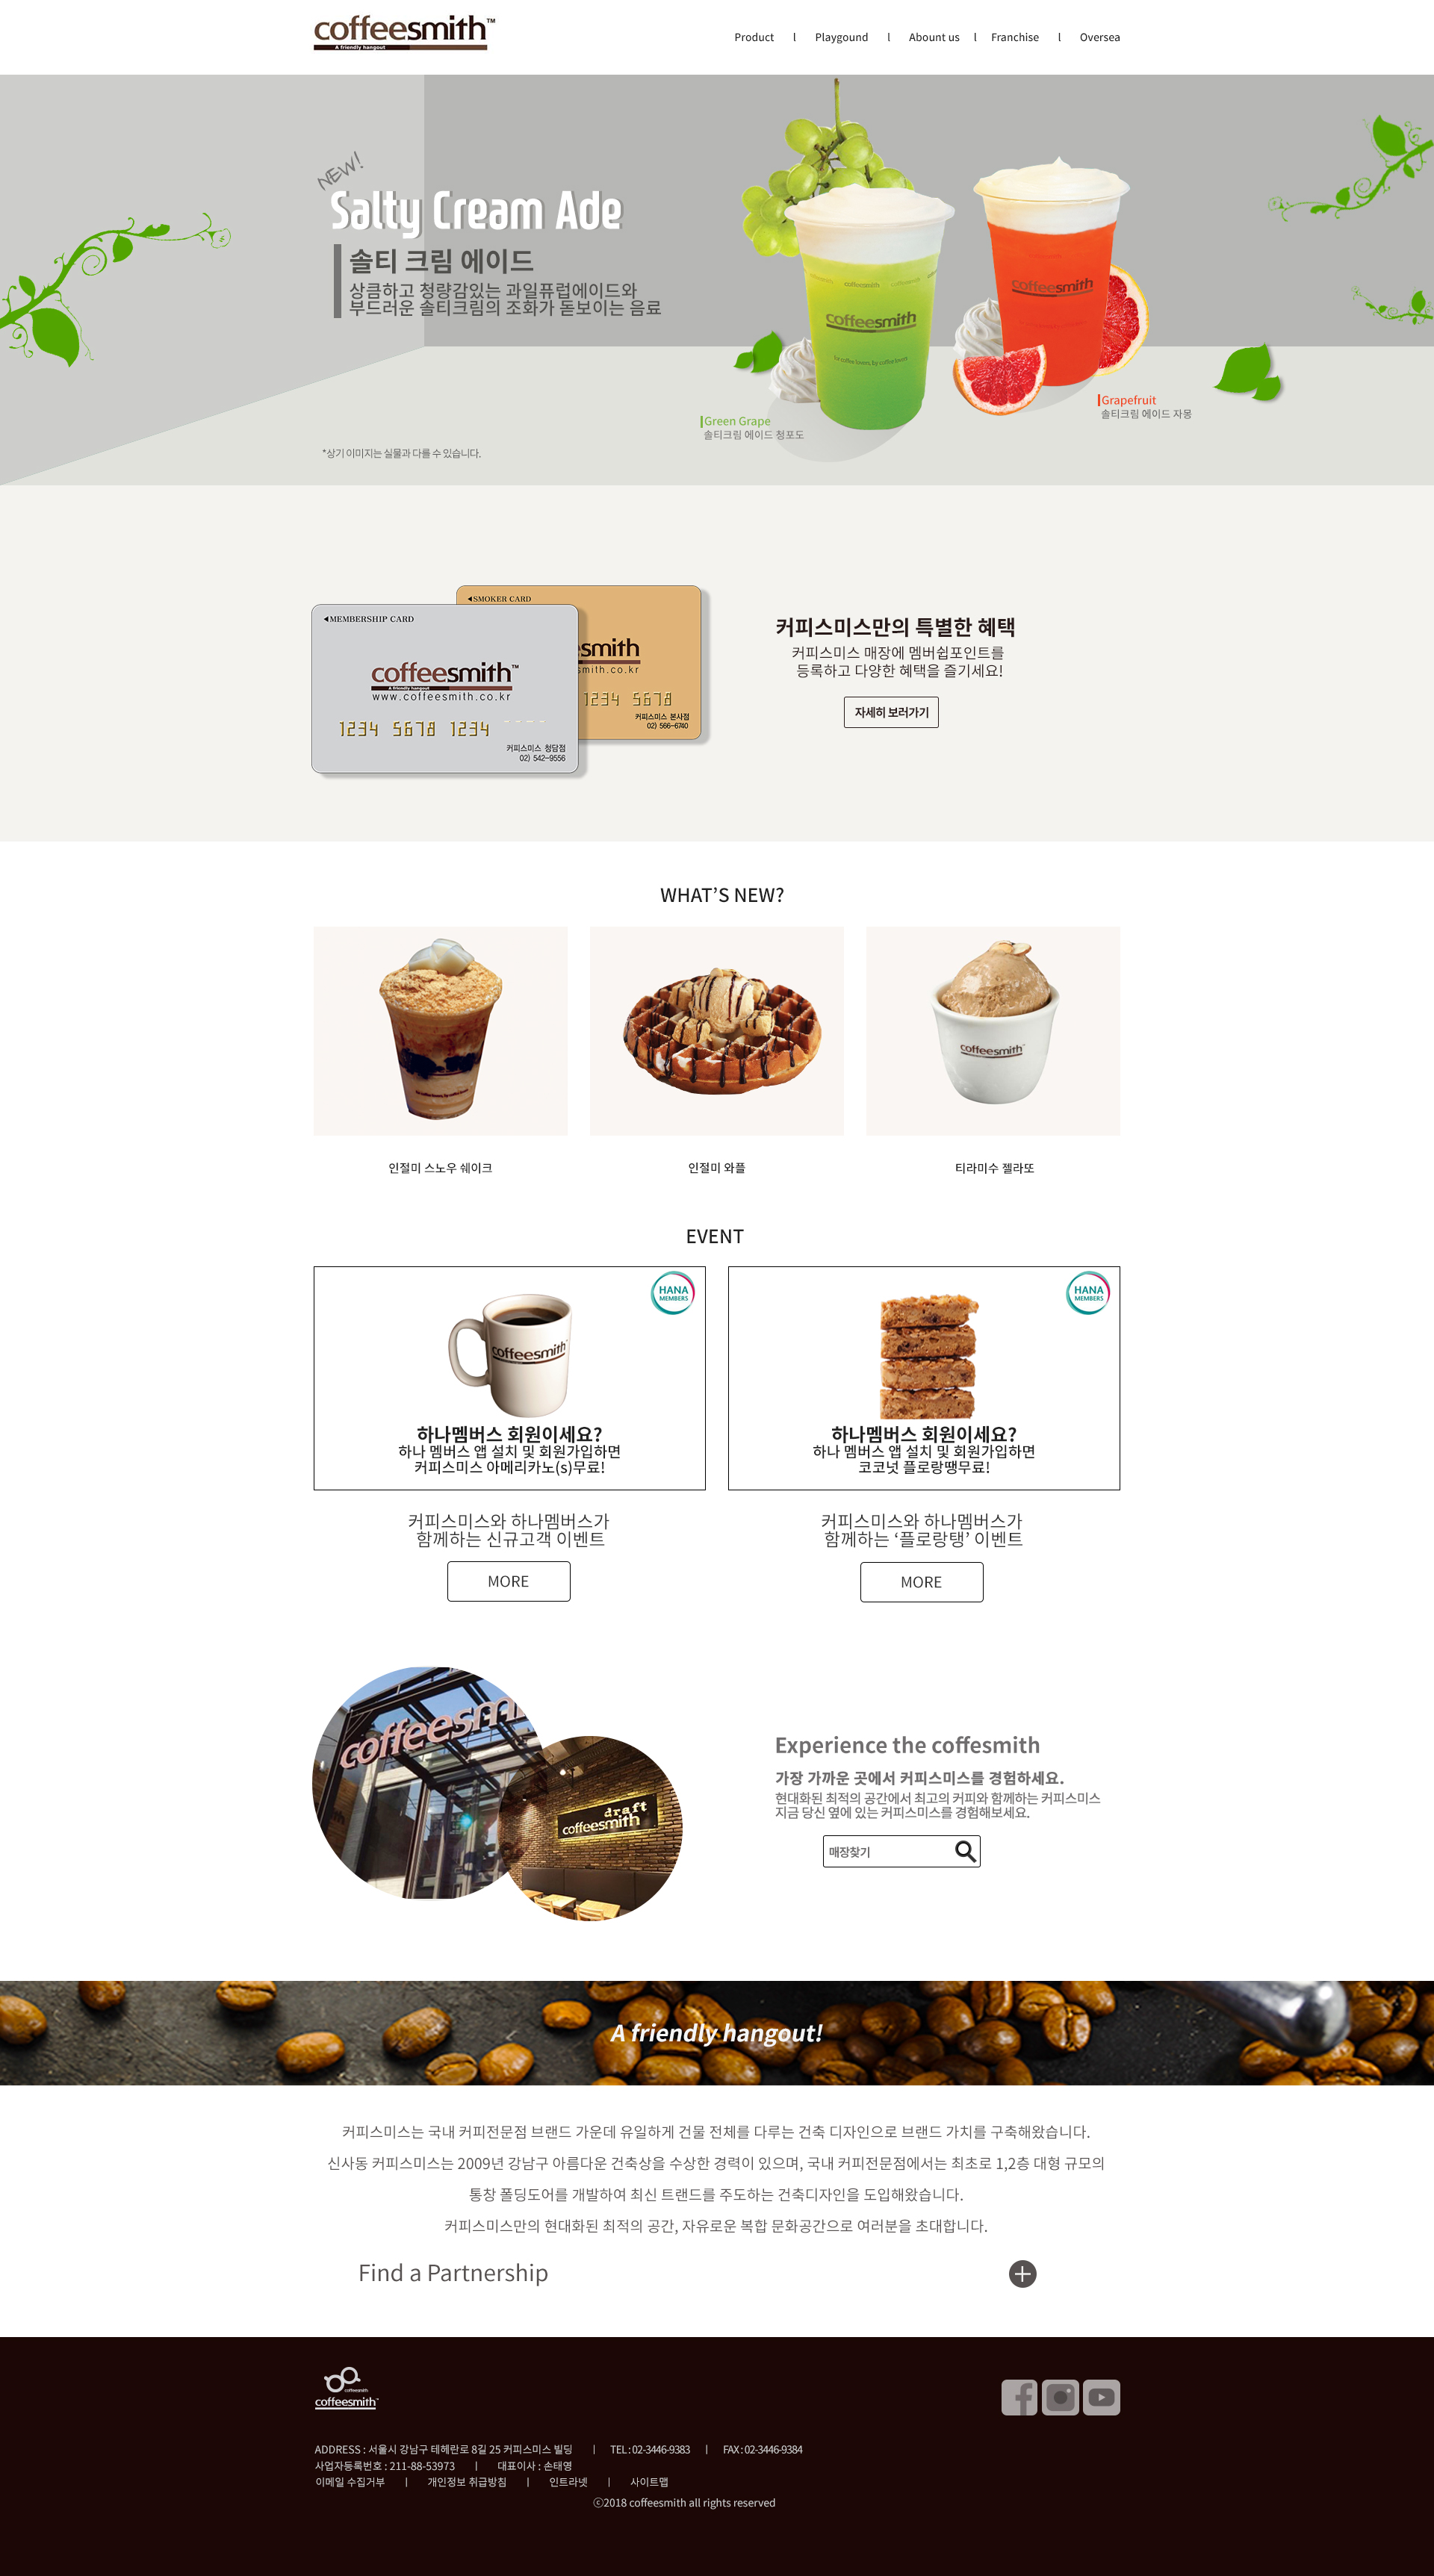 coffeesmith™
A friendly hangout
Product l Playgound l Abount us l Franchise l Oversea
NEW!
Salty Cream Ade
솔티 크림 에이드
상큼하고 청량감있는 과일퓨럽에이드와
부드러운 솔티크림의 조화가 돋보이는 음료
coffeesmith
coffeesmith
for coffee lovers, by coffee smith
coffeesmith
Green Grape
솔티크림 에이드 청포도
Grapefruit
솔티크림 에이드 자몽
*상기 이미지는 실물과 다를 수 있습니다.
SMOKER CARD
esmith™
smith.co.kr
1234 5678
커피스미스 본사점
02) 566-6740
MEMBERSHIP CARD
coffeesmith™
A friendly hangout
www.coffeesmith.co.kr
1234 5678 1234
커피스미스 청담점
02) 542-9556
커피스미스만의 특별한 혜택
커피스미스 매장에 멤버쉽포인트를
등록하고 다양한 혜택을 즐기세요!
자세히 보러가기
WHAT’S NEW?
coffeesmith
인절미 스노우 쉐이크
인절미 와플
티라미수 젤라또
EVENT
HANA
MEMBERS
coffeesmith
하나멤버스 회원이세요?
하나 멤버스 앱 설치 및 회원가입하면
커피스미스 아메리카노(s)무료!
HANA
MEMBERS
하나멤버스 회원이세요?
하나 멤버스 앱 설치 및 회원가입하면
코코넛 플로랑땡무료!
커피스미스와 하나멤버스가
함께하는 신규고객 이벤트
MORE
커피스미스와 하나멤버스가
함께하는 ‘플로랑탱’ 이벤트
MORE
coffeesmi
draft
coffeesmith
Experience the coffesmith
가장 가까운 곳에서 커피스미스를 경험하세요.
현대화된 최적의 공간에서 최고의 커피와 함께하는 커피스미스
지금 당신 옆에 있는 커피스미스를 경험해보세요.
매장찾기
A friendly hangout!
커피스미스는 국내 커피전문점 브랜드 가운데 유일하게 건물 전체를 다루는 건축 디자인으로 브랜드 가치를 구축해왔습니다.
신사동 커피스미스는 2009년 강남구 아름다운 건축상을 수상한 경력이 있으며, 국내 커피전문점에서는 최초로 1,2층 대형 규모의
통창 폴딩도어를 개발하여 최신 트랜드를 주도하는 건축디자인을 도입해왔습니다.
커피스미스만의 현대화된 최적의 공간, 자유로운 복합 문화공간으로 여러분을 초대합니다.
Find a Partnership
coffeesmith
coffeesmith
ADDRESS : 서울시 강남구 테헤란로 8길 25 커피스미스 빌딩 | TEL : 02-3446-9383 | FAX : 02-3446-9384
사업자등록번호 : 211-88-53973 | 대표이사 : 손태영
이메일 수집거부 | 개인정보 취급방침 | 인트라넷 | 사이트맵
ⓒ2018 coffeesmith all rights reserved